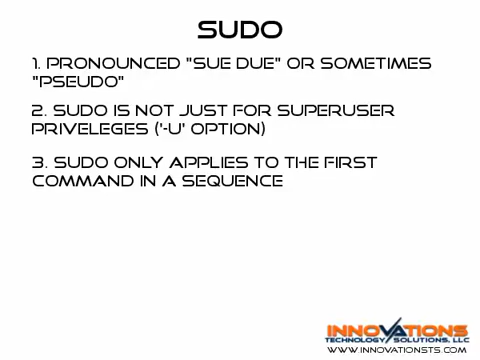 SUDO
1. PRONOUNCED "SUE DUE" OR SOMETIMES
"PSEUDO"
2. SUDO IS NOT JUST FOR SUPERUSER
PRIVELEGES ('-U' OPTION)
3. SUDO ONLY APPLIES TO THE FIRST
COMMAND IN A SEQUENCE
INNOVATIONS
TECHNOLOGY SOLUTIONS, LLC
WWW.INNOVATIONSTS.COM